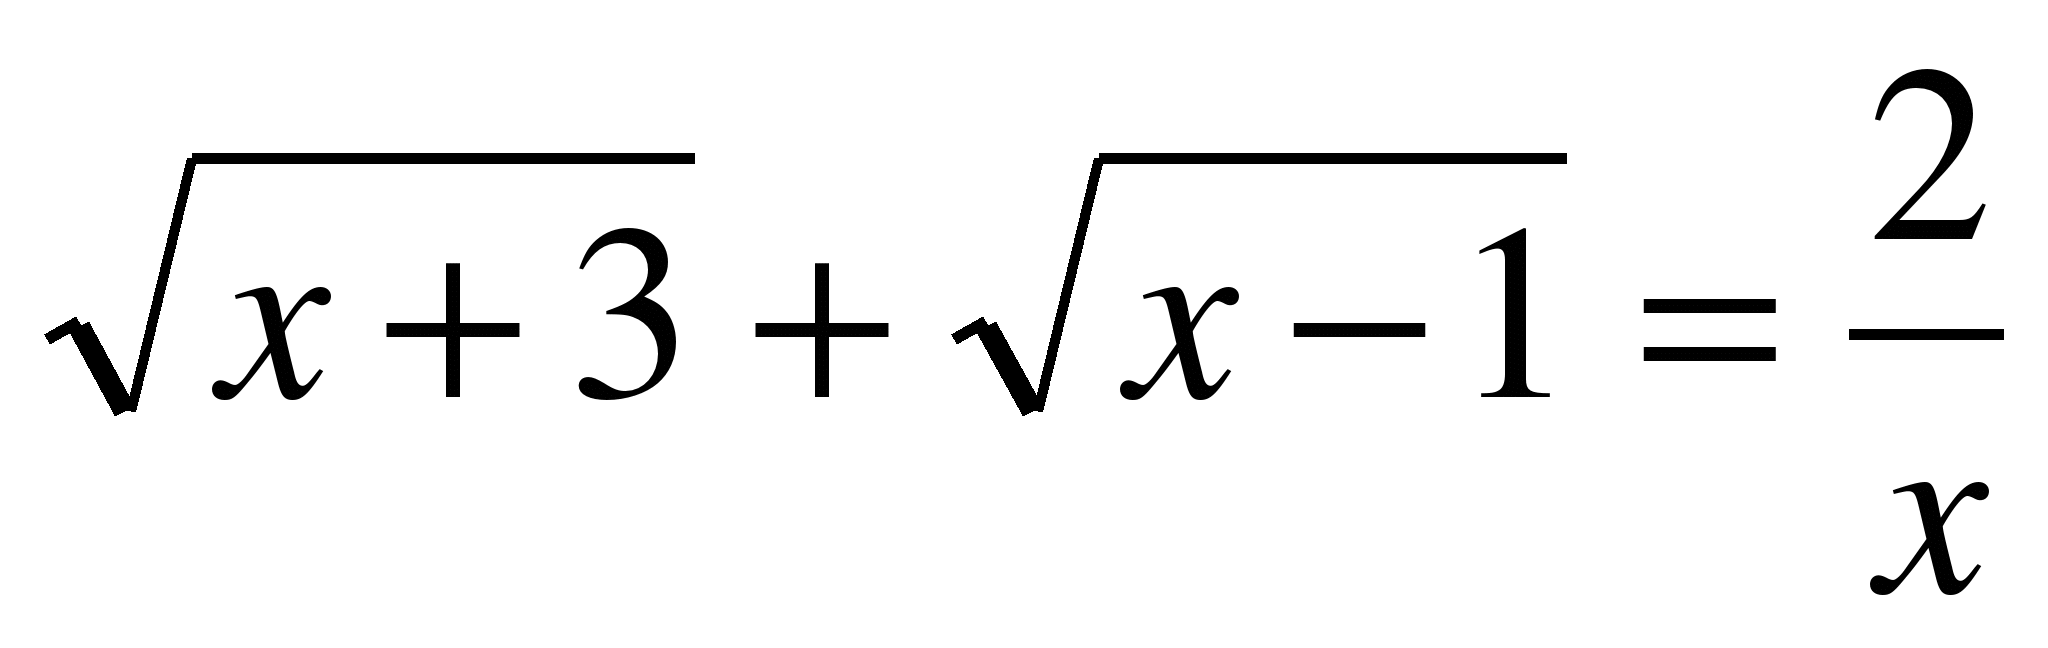 √(x + 3) + √(x − 1) = 2/x